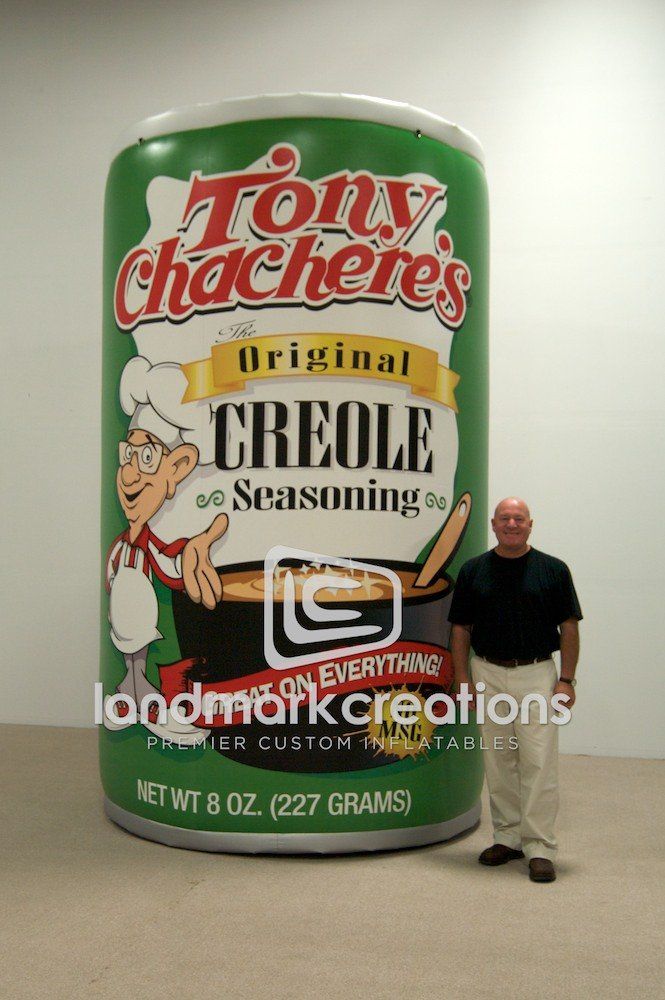 Tony
Chachere's
The
Original
CREOLE
Seasoning
GREAT ON EVERYTHING!
MSG
NET WT 8 OZ. (227 GRAMS)
landmarkcreations
PREMIER CUSTOM INFLATABLES